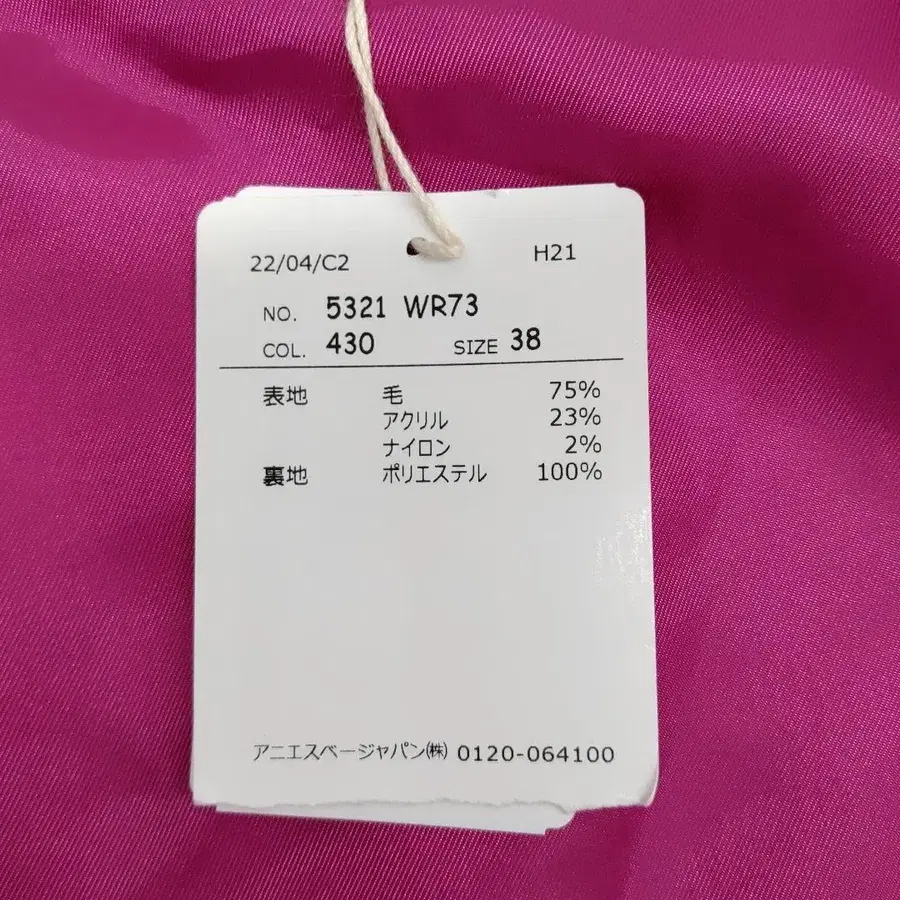 22/04/C2 H21
NO. 5321 WR73
COL. 430 SIZE 38
表地 毛 75%
アクリル 23%
ナイロン 2%
裏地 ポリエステル 100%
アニエスベージャパン㈱ 0120-064100